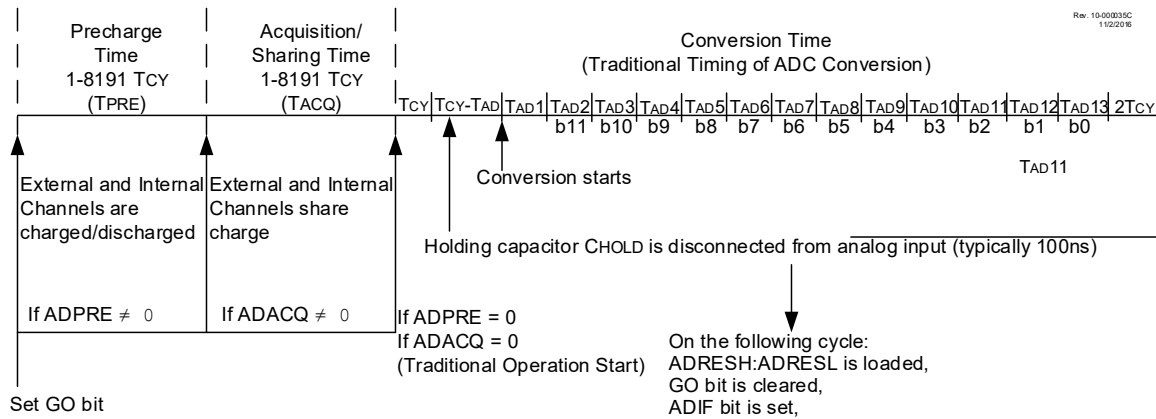 Rev. 10-000035C
11/2/2016
Precharge
Time
1-8191 TCY
(TPRE)
Acquisition/
Sharing Time
1-8191 TCY
(TACQ)
Conversion Time
(Traditional Timing of ADC Conversion)
TCY TCY-TAD TAD1 TAD2 TAD3 TAD4 TAD5 TAD6 TAD7 TAD8 TAD9 TAD10 TAD11 TAD12 TAD13 2TCY
b11 b10 b9 b8 b7 b6 b5 b4 b3 b2 b1 b0
TAD11
External and Internal
Channels are
charged/discharged
External and Internal
Channels share
charge
Conversion starts
Holding capacitor CHOLD is disconnected from analog input (typically 100ns)
If ADPRE ≠ 0
If ADACQ ≠ 0
If ADPRE = 0
If ADACQ = 0
(Traditional Operation Start)
On the following cycle:
ADRESH:ADRESL is loaded,
GO bit is cleared,
ADIF bit is set,
Set GO bit